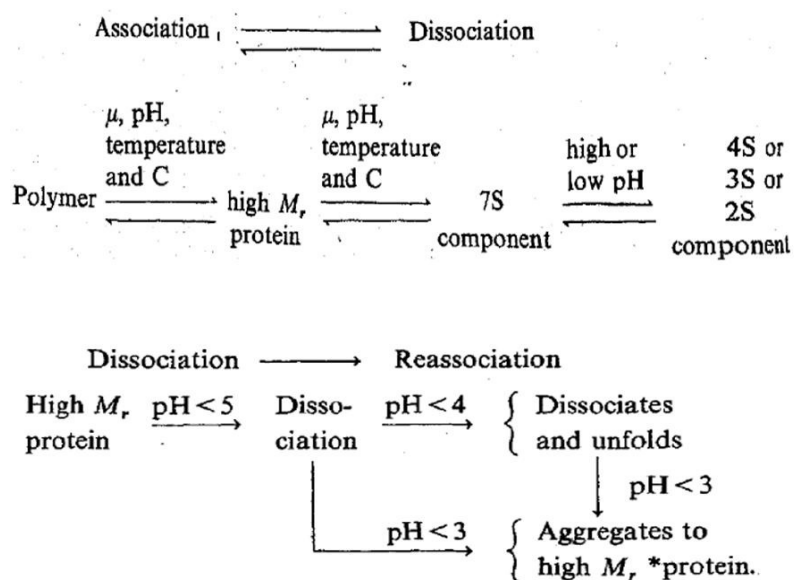 Association Dissociation
μ, pH, μ, pH,
temperature temperature high or 4S or
and C and C low pH 3S or
Polymer high Mᵣ 7S 2S
protein component component
Dissociation Reassociation
High Mᵣ pH<5 Disso- pH<4 { Dissociates
protein ciation and unfolds
pH<3
pH<3 { Aggregates to
high Mᵣ *protein.